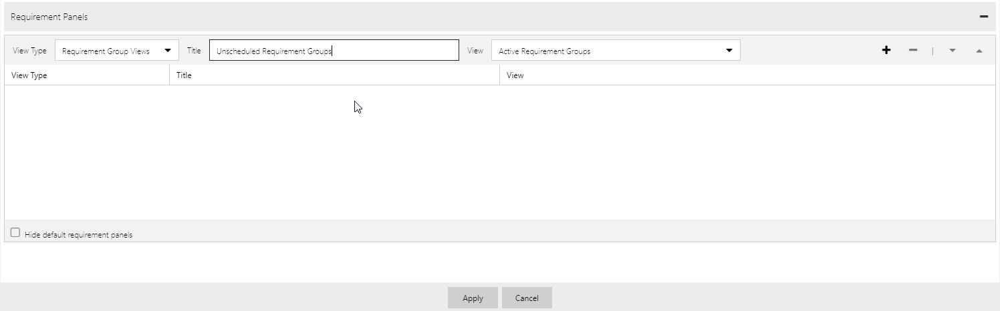 Requirement Panels
View Type Requirement Group Views Title Unscheduled Requirement Groups View Active Requirement Groups
View Type Title View
Hide default requirement panels
Apply Cancel